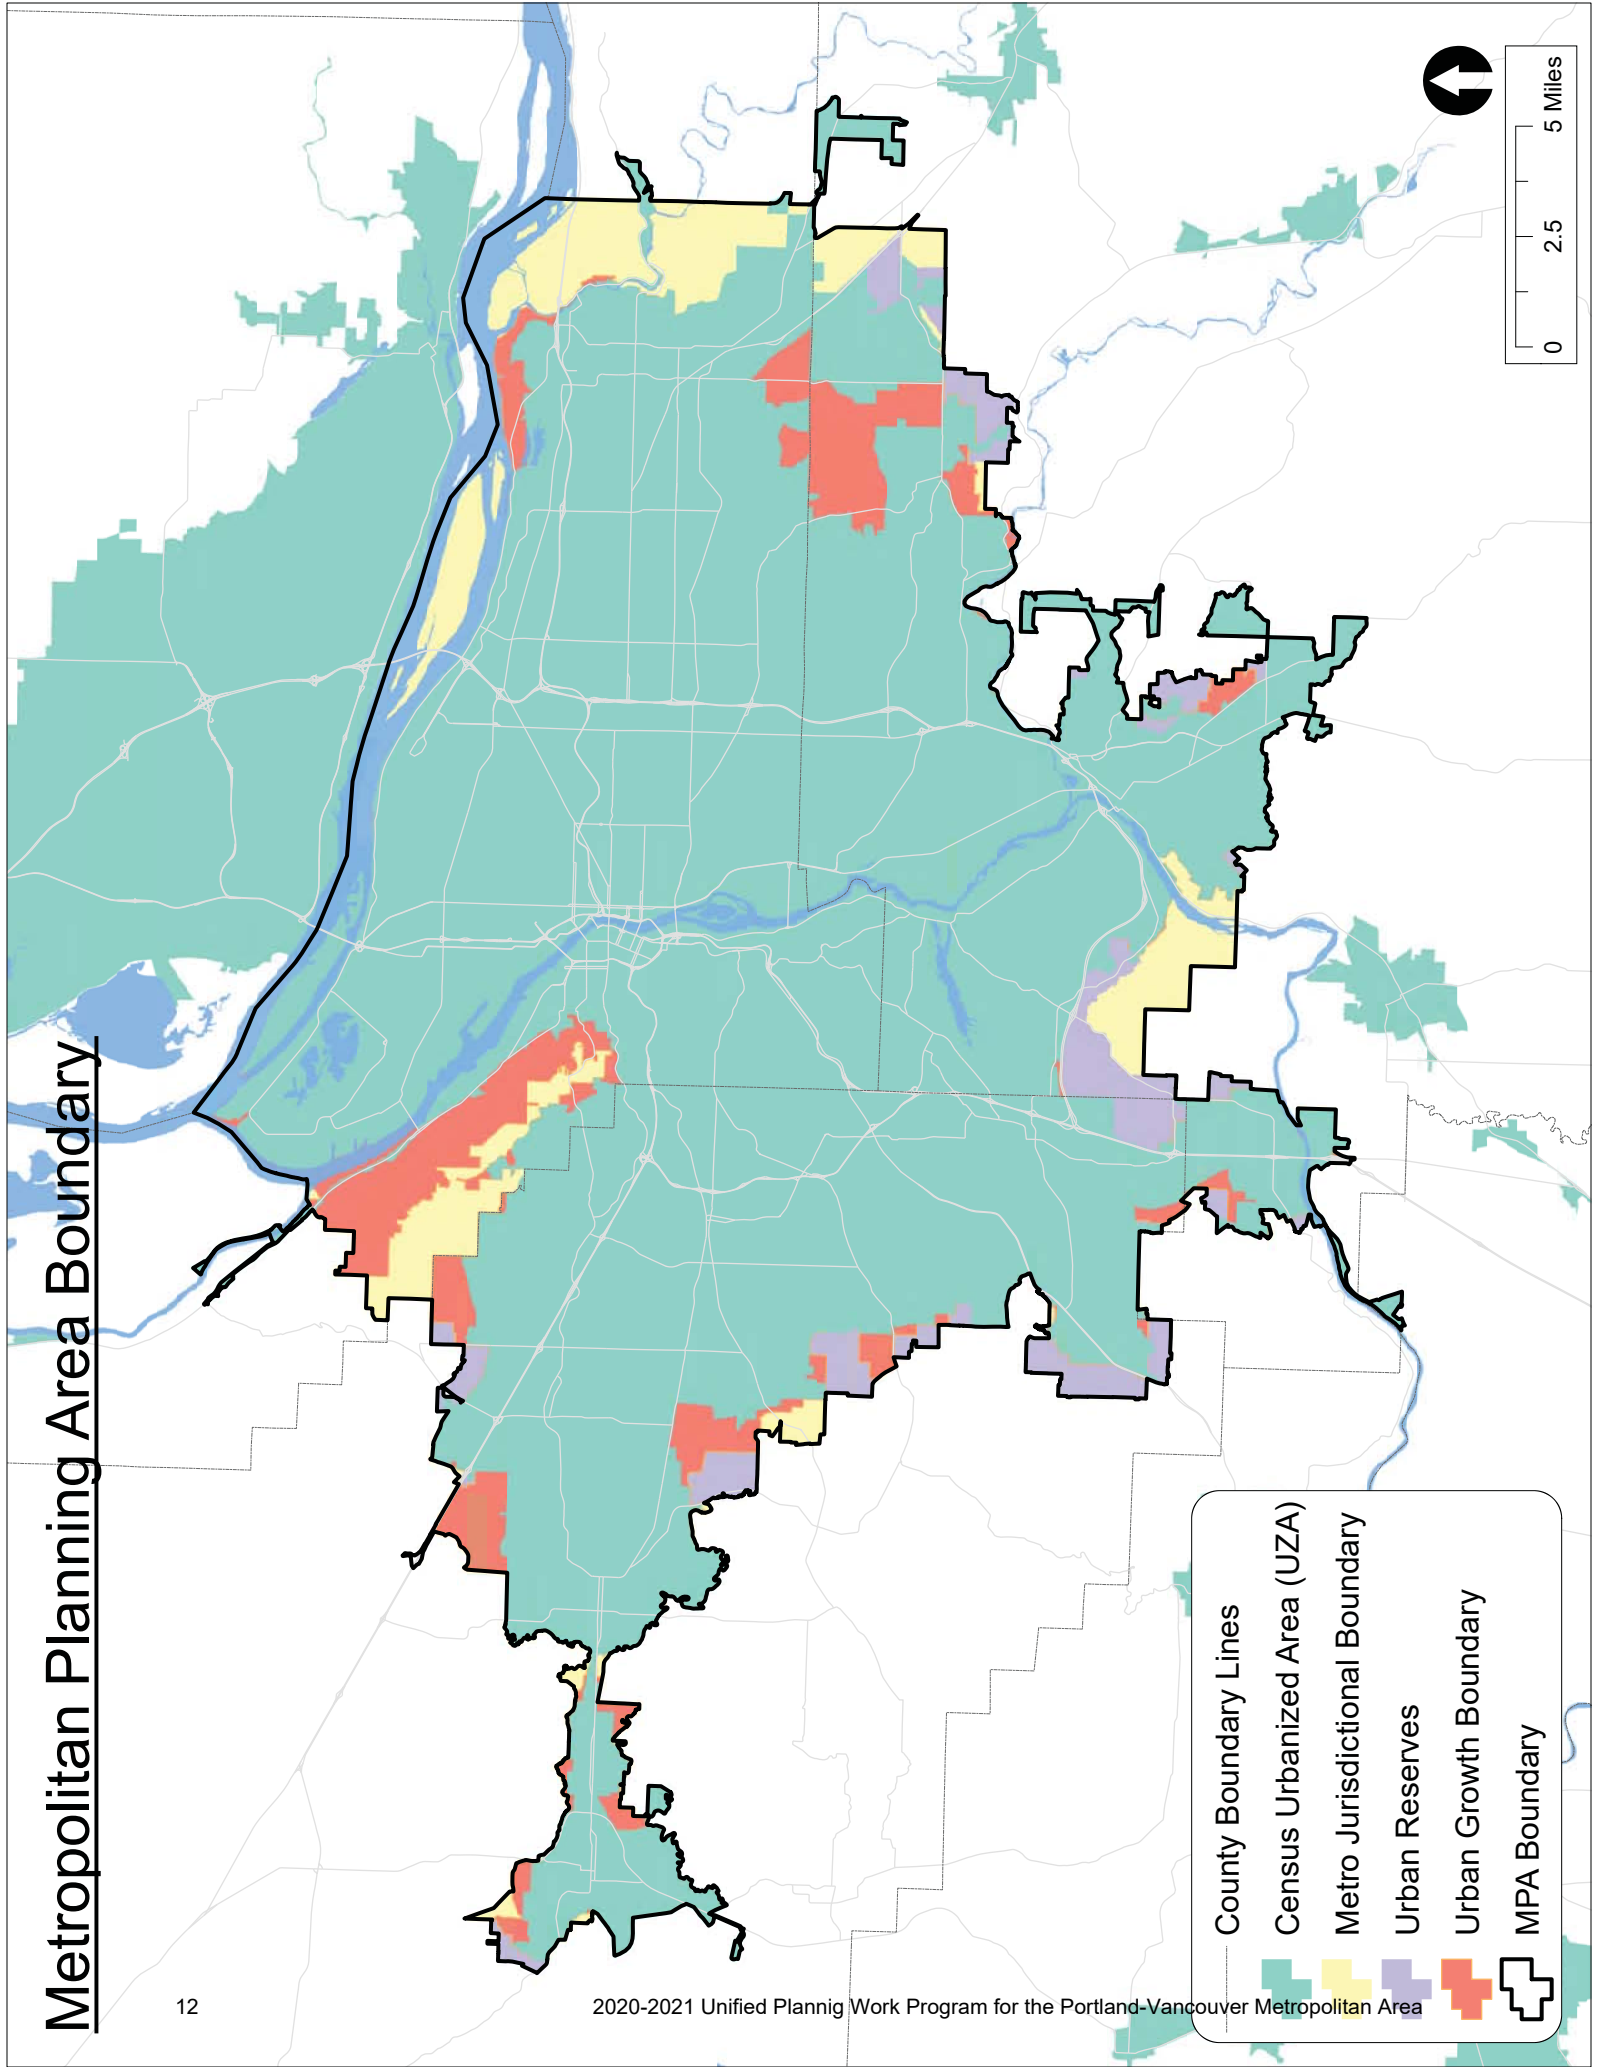 Metropolitan Planning Area Boundary
County Boundary Lines
Census Urbanized Area (UZA)
Metro Jurisdictional Boundary
Urban Reserves
Urban Growth Boundary
MPA Boundary
0 2.5 5 Miles
12
2020-2021 Unified Plannig Work Program for the Portland-Vancouver Metropolitan Area